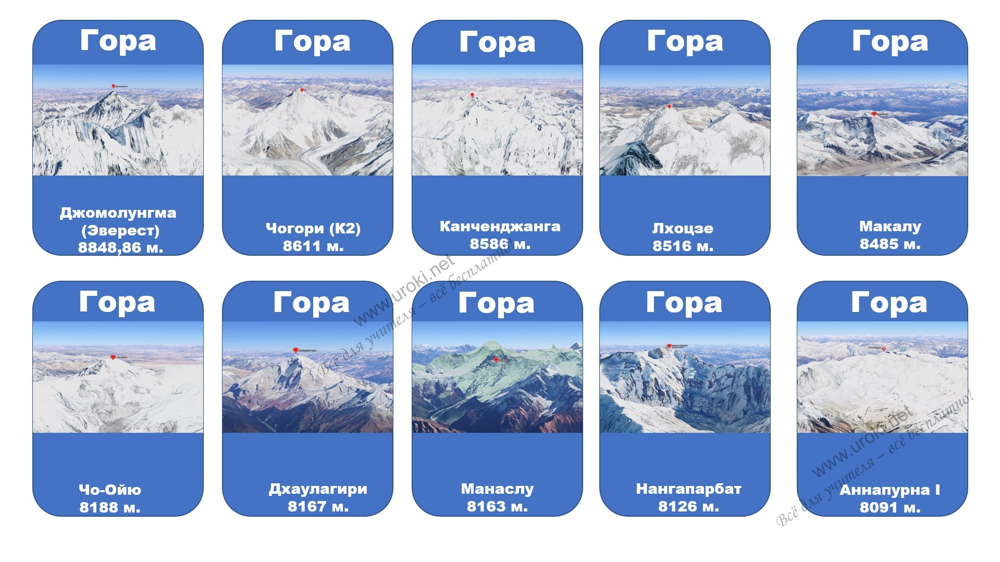 Гора
Джомолунгма
(Эверест)
8848,86 м.
Гора
Чогори (К2)
8611 м.
Гора
Канченджанга
8586 м.
Гора
Лхоцзе
8516 м.
Гора
Макалу
8485 м.
Гора
Чо-Ойю
8188 м.
Гора
Дхаулагири
8167 м.
Гора
Манаслу
8163 м.
Гора
Нангапарбат
8126 м.
Гора
Аннапурна I
8091 м.
www.uroki.net
Всё для учителя – всё бесплатно!
www.uroki.net
Всё для учителя – всё бесплатно!